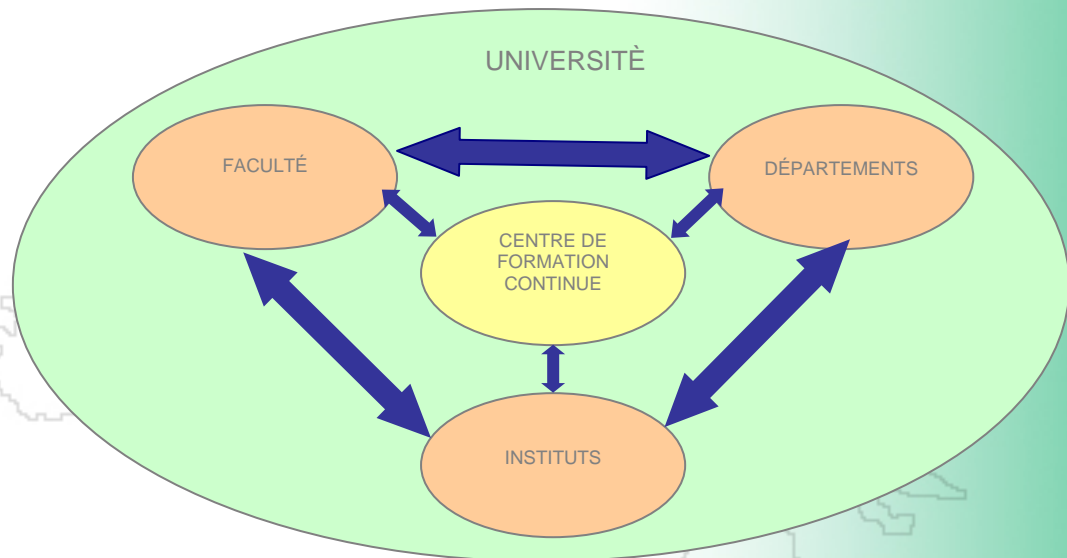 UNIVERSITÈ
FACULTÉ
DÉPARTEMENTS
CENTRE DE
FORMATION
CONTINUE
INSTITUTS